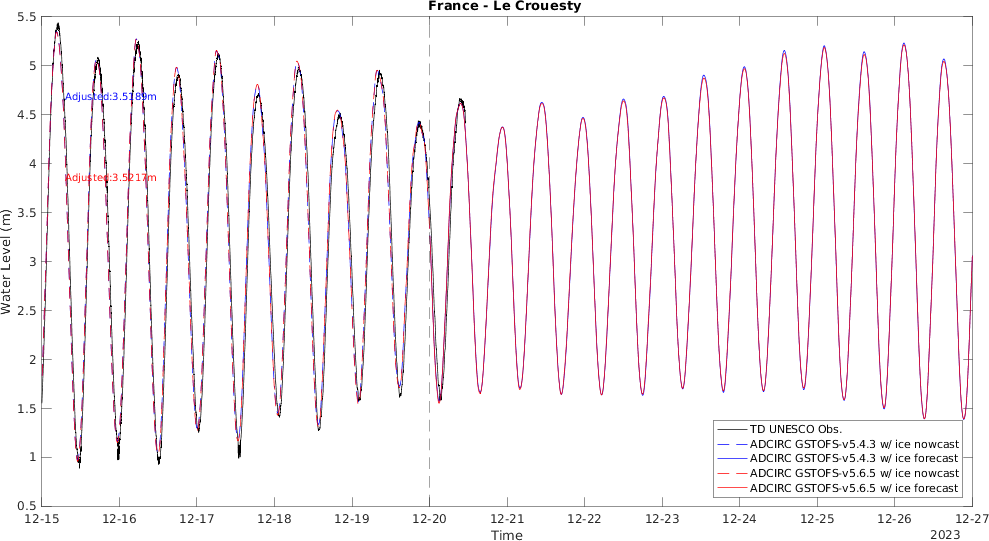 France - Le Crouesty
5.5
5
4.5
4
3.5
3
2.5
2
1.5
1
0.5
Water Level (m)
Adjusted:3.5189m
Adjusted:3.5217m
TD UNESCO Obs.
ADCIRC GSTOFS-v5.4.3 w/ ice nowcast
ADCIRC GSTOFS-v5.4.3 w/ ice forecast
ADCIRC GSTOFS-v5.6.5 w/ ice nowcast
ADCIRC GSTOFS-v5.6.5 w/ ice forecast
12-15 12-16 12-17 12-18 12-19 12-20 12-21 12-22 12-23 12-24 12-25 12-26 12-27
Time
2023